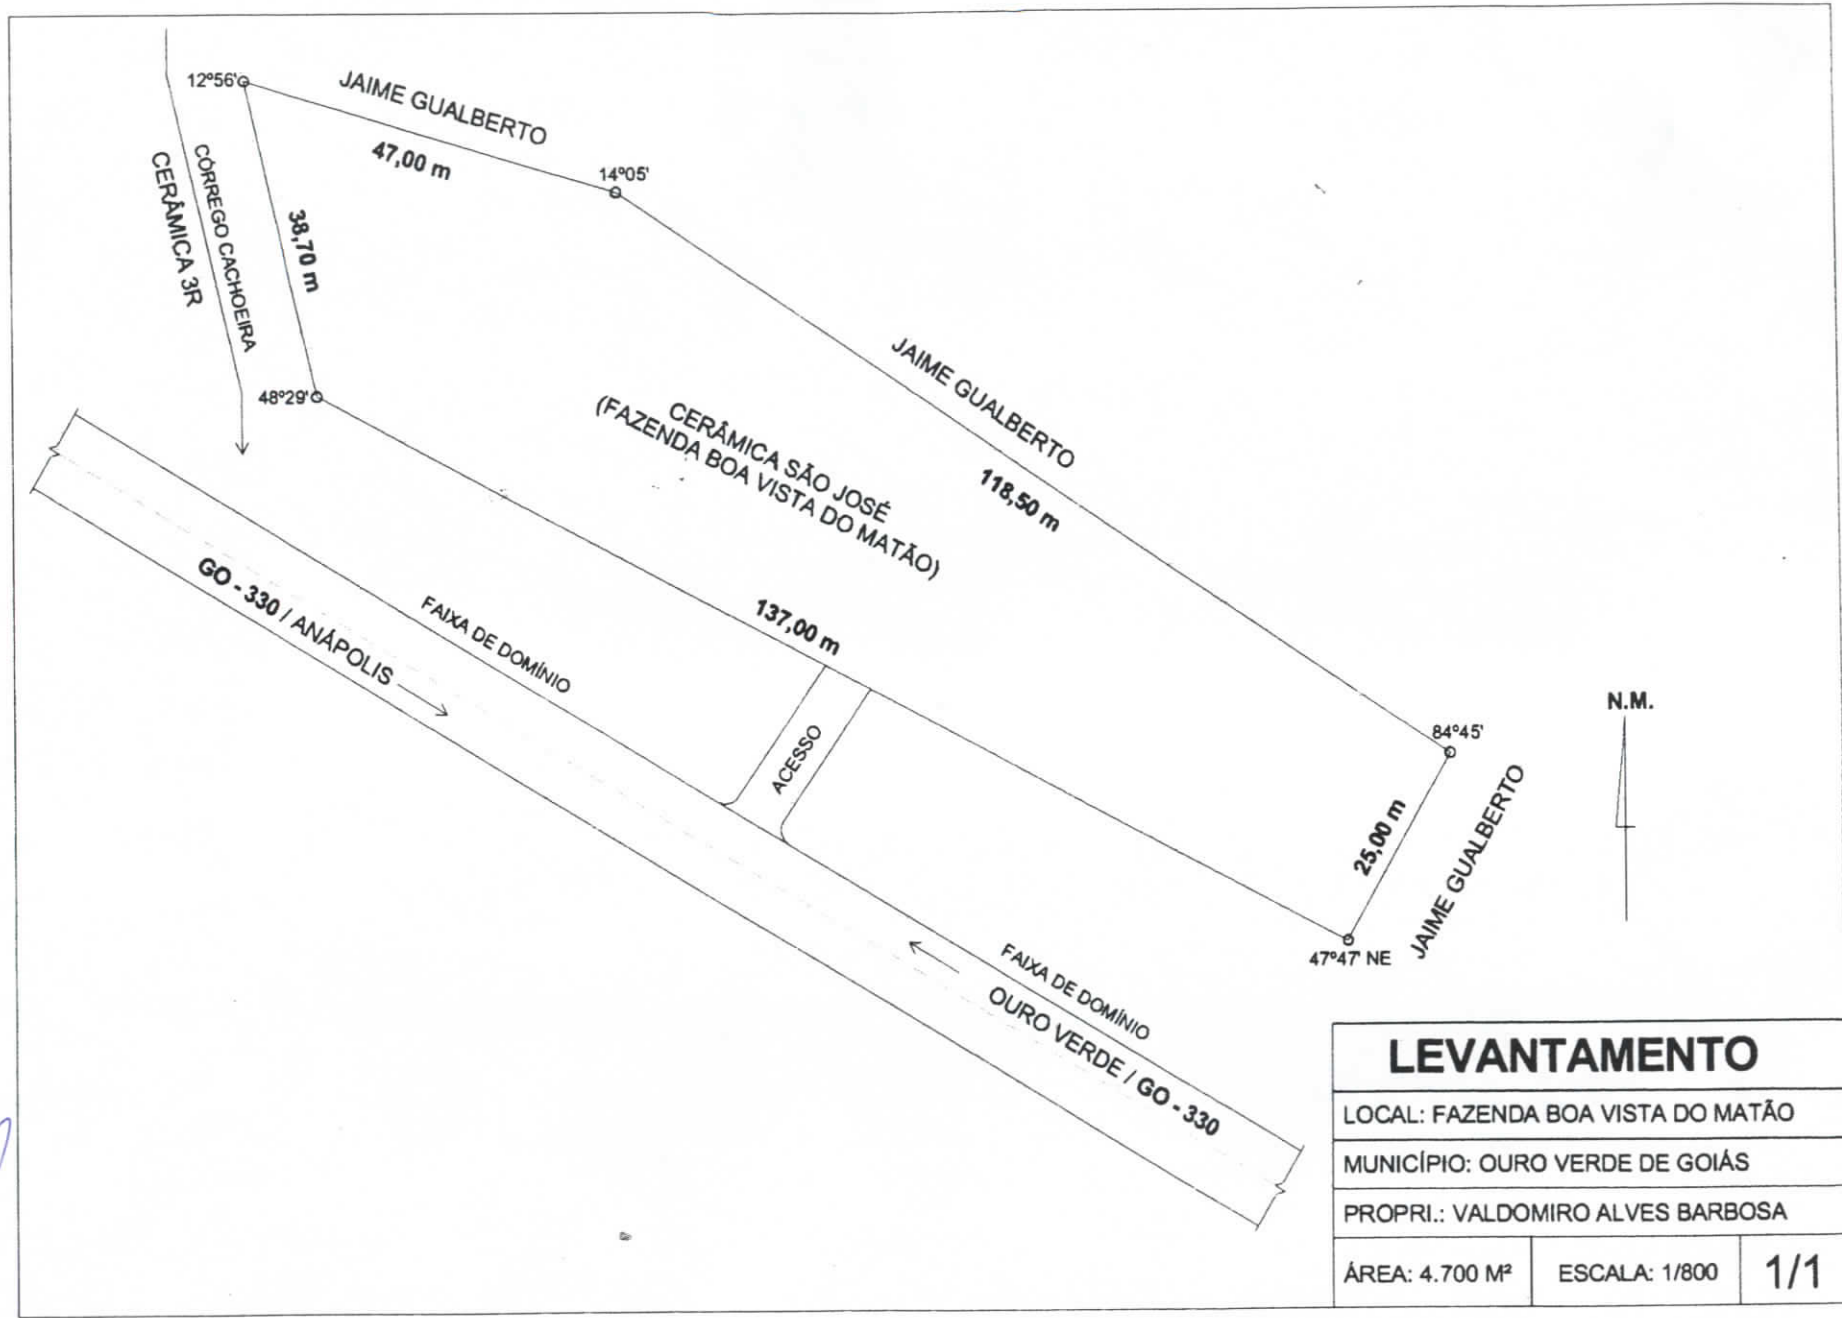 12°56'
JAIME GUALBERTO
47,00 m
14°05'
CÓRREGO CACHOEIRA
CERÂMICA 3R
38,70 m
48°29'
JAIME GUALBERTO
118,50 m
CERÂMICA SÃO JOSÉ
(FAZENDA BOA VISTA DO MATÃO)
137,00 m
GO - 330 / ANÁPOLIS
FAIXA DE DOMÍNIO
ACESSO
N.M.
84°45'
25,00 m
JAIME GUALBERTO
47°47' NE
FAIXA DE DOMÍNIO
OURO VERDE / GO - 330
LEVANTAMENTO
LOCAL: FAZENDA BOA VISTA DO MATÃO
MUNICÍPIO: OURO VERDE DE GOIÁS
PROPRI.: VALDOMIRO ALVES BARBOSA
ÁREA: 4.700 M² ESCALA: 1/800 1/1